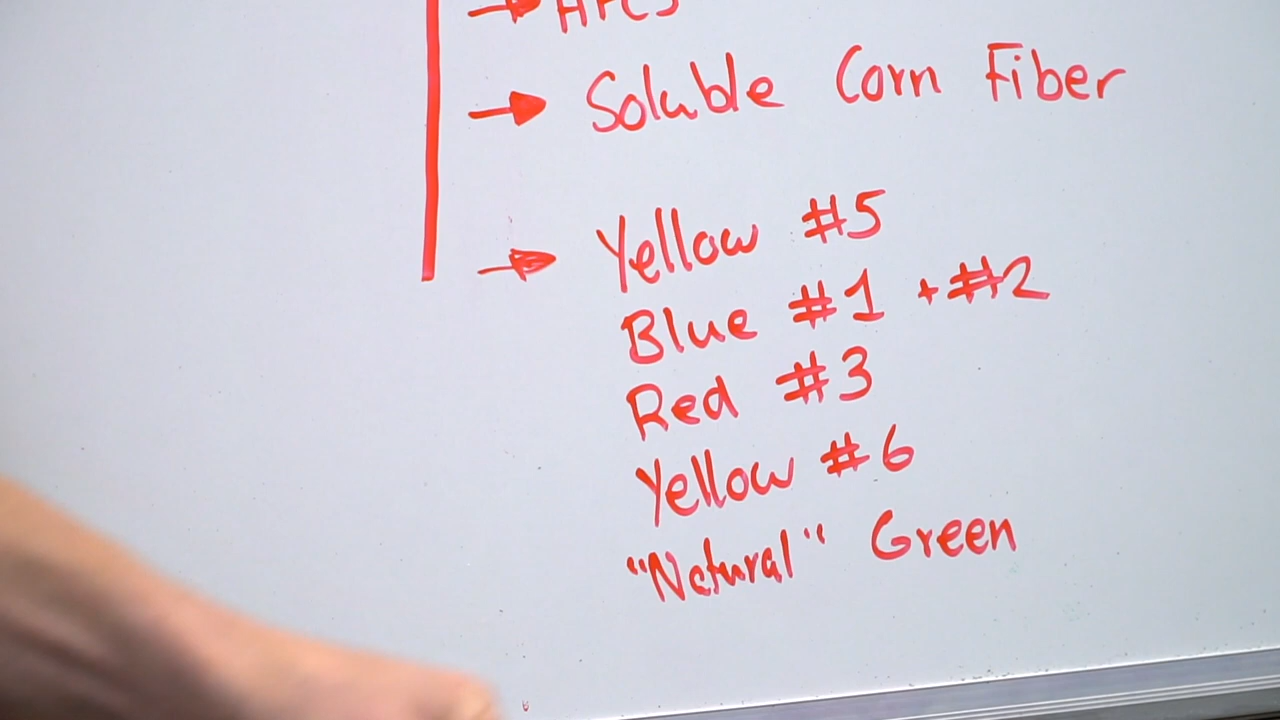 Soluble Corn Fiber
Yellow #5
Blue #1 + #2
Red #3
Yellow #6
"Natural" Green